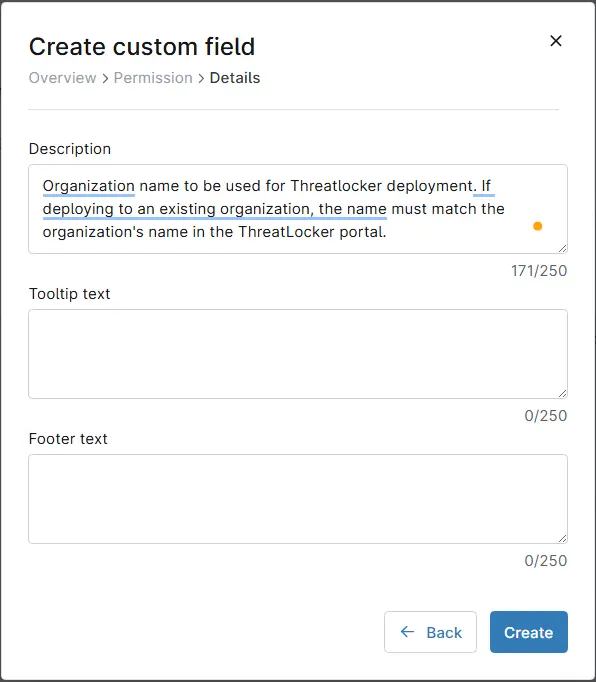 Create custom field
Overview > Permission > Details
Description
Organization name to be used for Threatlocker deployment. If
deploying to an existing organization, the name must match the
organization's name in the ThreatLocker portal.
171/250
Tooltip text
0/250
Footer text
0/250
Back
Create